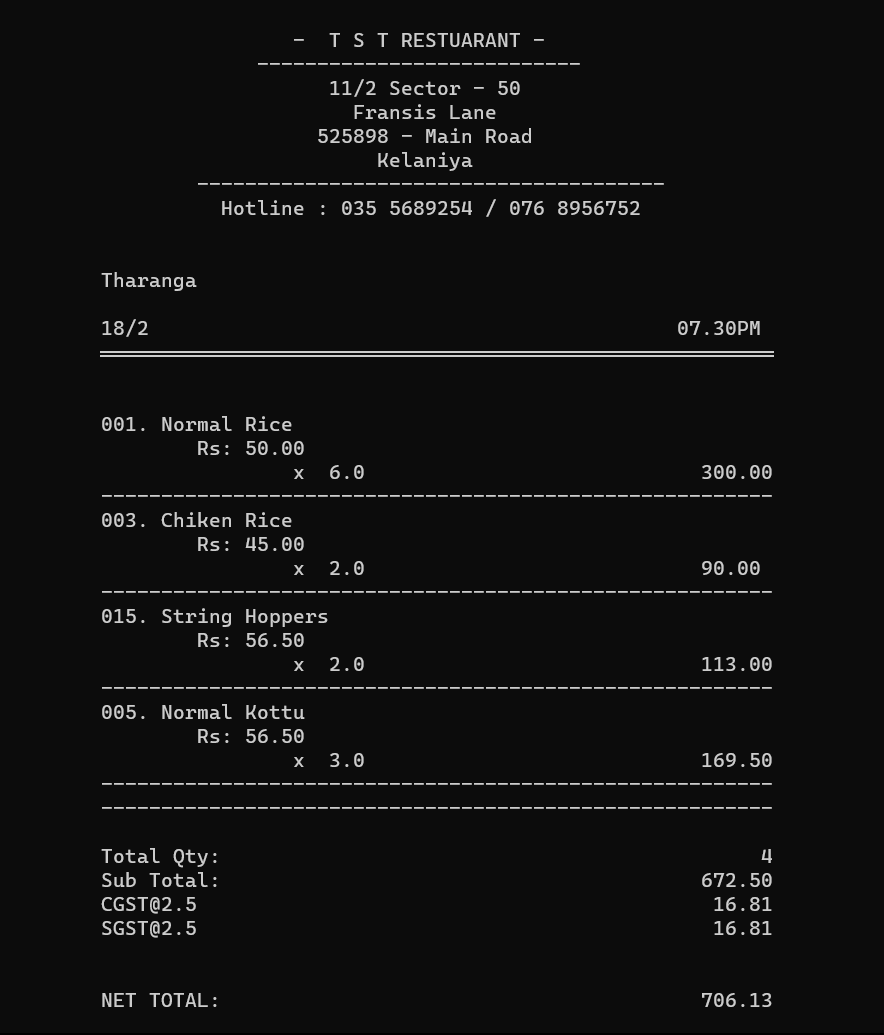 -  T S T RESTUARANT -
---------------------------
11/2 Sector - 50
Fransis Lane
525898 - Main Road
Kelaniya
---------------------------------------
Hotline : 035 5689254 / 076 8956752
Tharanga
18/2 07.30PM
════════════════════════════════════════════════════════
001. Normal Rice
Rs: 50.00
x  6.0 300.00
--------------------------------------------------------
003. Chiken Rice
Rs: 45.00
x  2.0 90.00
--------------------------------------------------------
015. String Hoppers
Rs: 56.50
x  2.0 113.00
--------------------------------------------------------
005. Normal Kottu
Rs: 56.50
x  3.0 169.50
--------------------------------------------------------
--------------------------------------------------------
Total Qty: 4
Sub Total: 672.50
CGST@2.5 16.81
SGST@2.5 16.81
NET TOTAL: 706.13